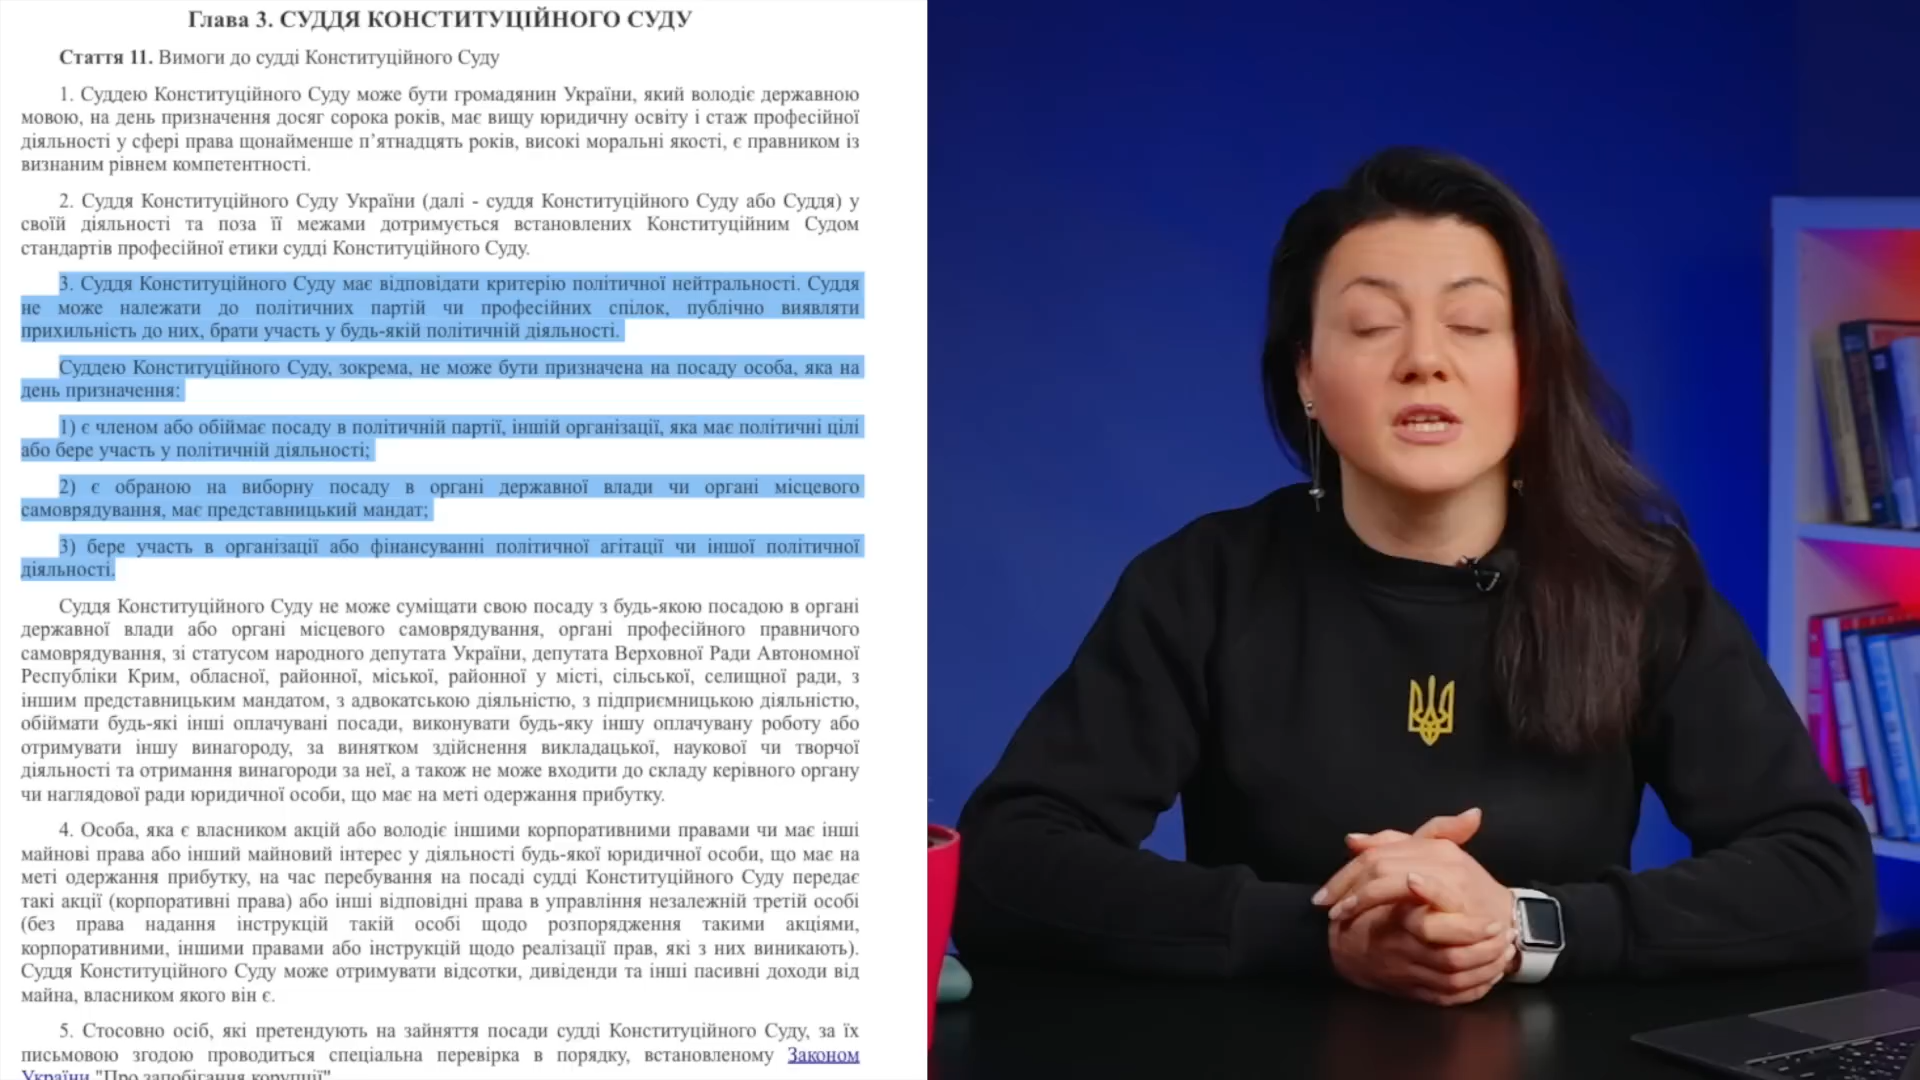 Глава 3. СУДДЯ КОНСТИТУЦІЙНОГО СУДУ
Стаття 11. Вимоги до судді Конституційного Суду
1. Суддею Конституційного Суду може бути громадянин України, який володіє державною
мовою, на день призначення досяг сорока років, має вищу юридичну освіту і стаж професійної
діяльності у сфері права щонайменше п’ятнадцять років, високі моральні якості, є правником із
визнаним рівнем компетентності.
2. Суддя Конституційного Суду України (далі - суддя Конституційного Суду або Суддя) у
своїй діяльності та поза її межами дотримується встановлених Конституційним Судом
стандартів професійної етики судді Конституційного Суду.
3. Суддя Конституційного Суду має відповідати критерію політичної нейтральності. Суддя
не може належати до політичних партій чи професійних спілок, публічно виявляти
прихильність до них, брати участь у будь-якій політичній діяльності.
Суддею Конституційного Суду, зокрема, не може бути призначена на посаду особа, яка на
день призначення:
1) є членом або обіймає посаду в політичній партії, іншій організації, яка має політичні цілі
або бере участь у політичній діяльності;
2) є обраною на виборну посаду в органі державної влади чи органі місцевого
самоврядування, має представницький мандат;
3) бере участь в організації або фінансуванні політичної агітації чи іншої політичної
діяльності.
Суддя Конституційного Суду не може суміщати свою посаду з будь-якою посадою в органі
державної влади або органі місцевого самоврядування, органі професійного правничого
самоврядування, зі статусом народного депутата України, депутата Верховної Ради Автономної
Республіки Крим, обласної, районної, міської, районної у місті, сільської, селищної ради, з
іншим представницьким мандатом, з адвокатською діяльністю, з підприємницькою діяльністю,
обіймати будь-які інші оплачувані посади, виконувати будь-яку іншу оплачувану роботу або
отримувати іншу винагороду, за винятком здійснення викладацької, наукової чи творчої
діяльності та отримання винагороди за неї, а також не може входити до складу керівного органу
чи наглядової ради юридичної особи, що має на меті одержання прибутку.
4. Особа, яка є власником акцій або володіє іншими корпоративними правами чи має інші
майнові права або інший майновий інтерес у діяльності будь-якої юридичної особи, що має на
меті одержання прибутку, на час перебування на посаді судді Конституційного Суду передає
такі акції (корпоративні права) або інші відповідні права в управління незалежній третій особі
(без права надання інструкцій такій особі щодо розпорядження такими акціями,
корпоративними, іншими правами або інструкцій щодо реалізації прав, які з них виникають).
Суддя Конституційного Суду може отримувати відсотки, дивіденди та інші пасивні доходи від
майна, власником якого він є.
5. Стосовно осіб, які претендують на зайняття посади судді Конституційного Суду, за їх
письмовою згодою проводиться спеціальна перевірка в порядку, встановленому Законом
України "Про запобігання корупції"